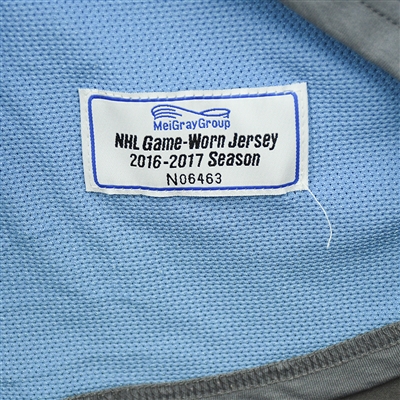 MeiGrayGroup
NHL Game-Worn Jersey
2016-2017 Season
N06463